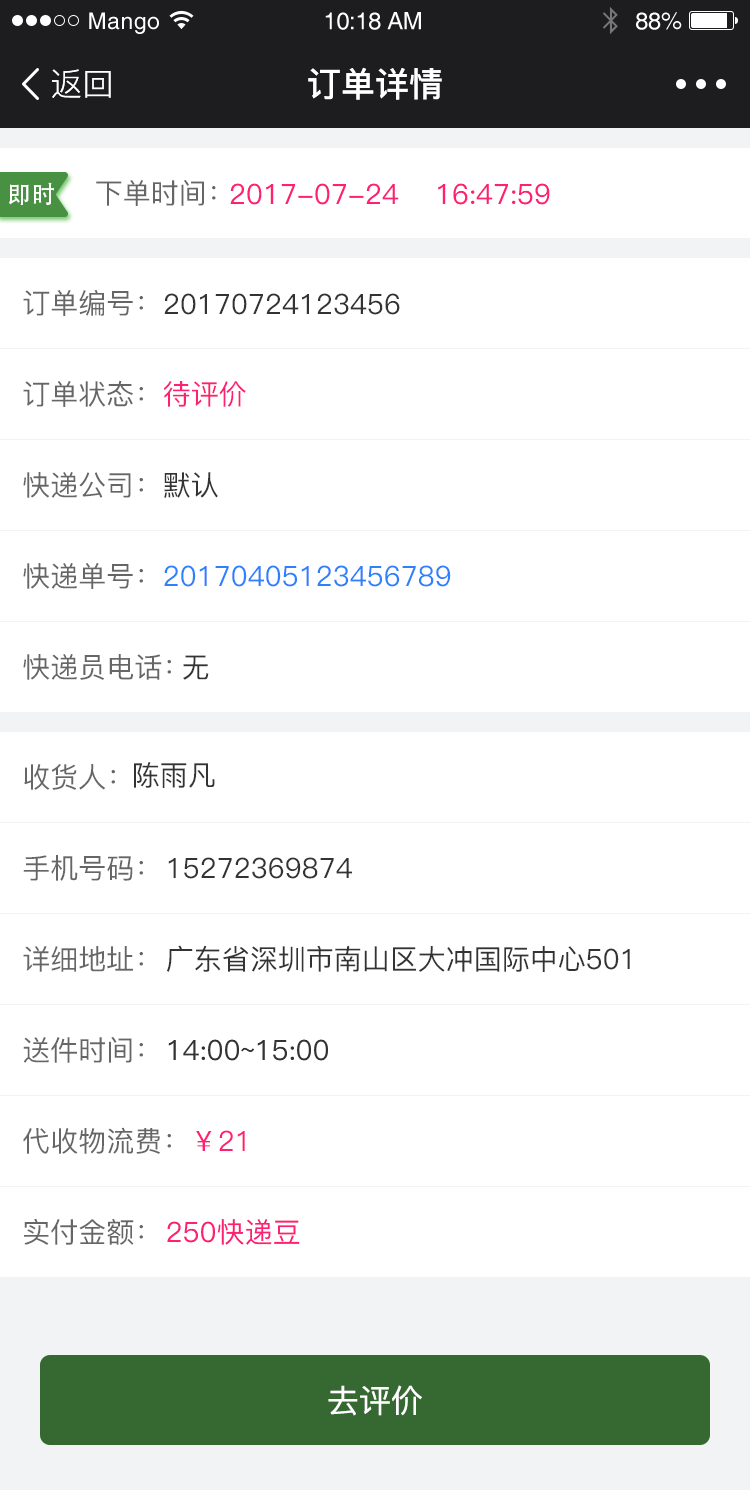 Mango 10:18 AM 88%
返回 订单详情
即时 下单时间：2017-07-24 16:47:59
订单编号：20170724123456
订单状态：待评价
快递公司：默认
快递单号：20170405123456789
快递员电话：无
收货人：陈雨凡
手机号码：15272369874
详细地址：广东省深圳市南山区大冲国际中心501
送件时间：14:00~15:00
代收物流费：￥21
实付金额：250快递豆
去评价